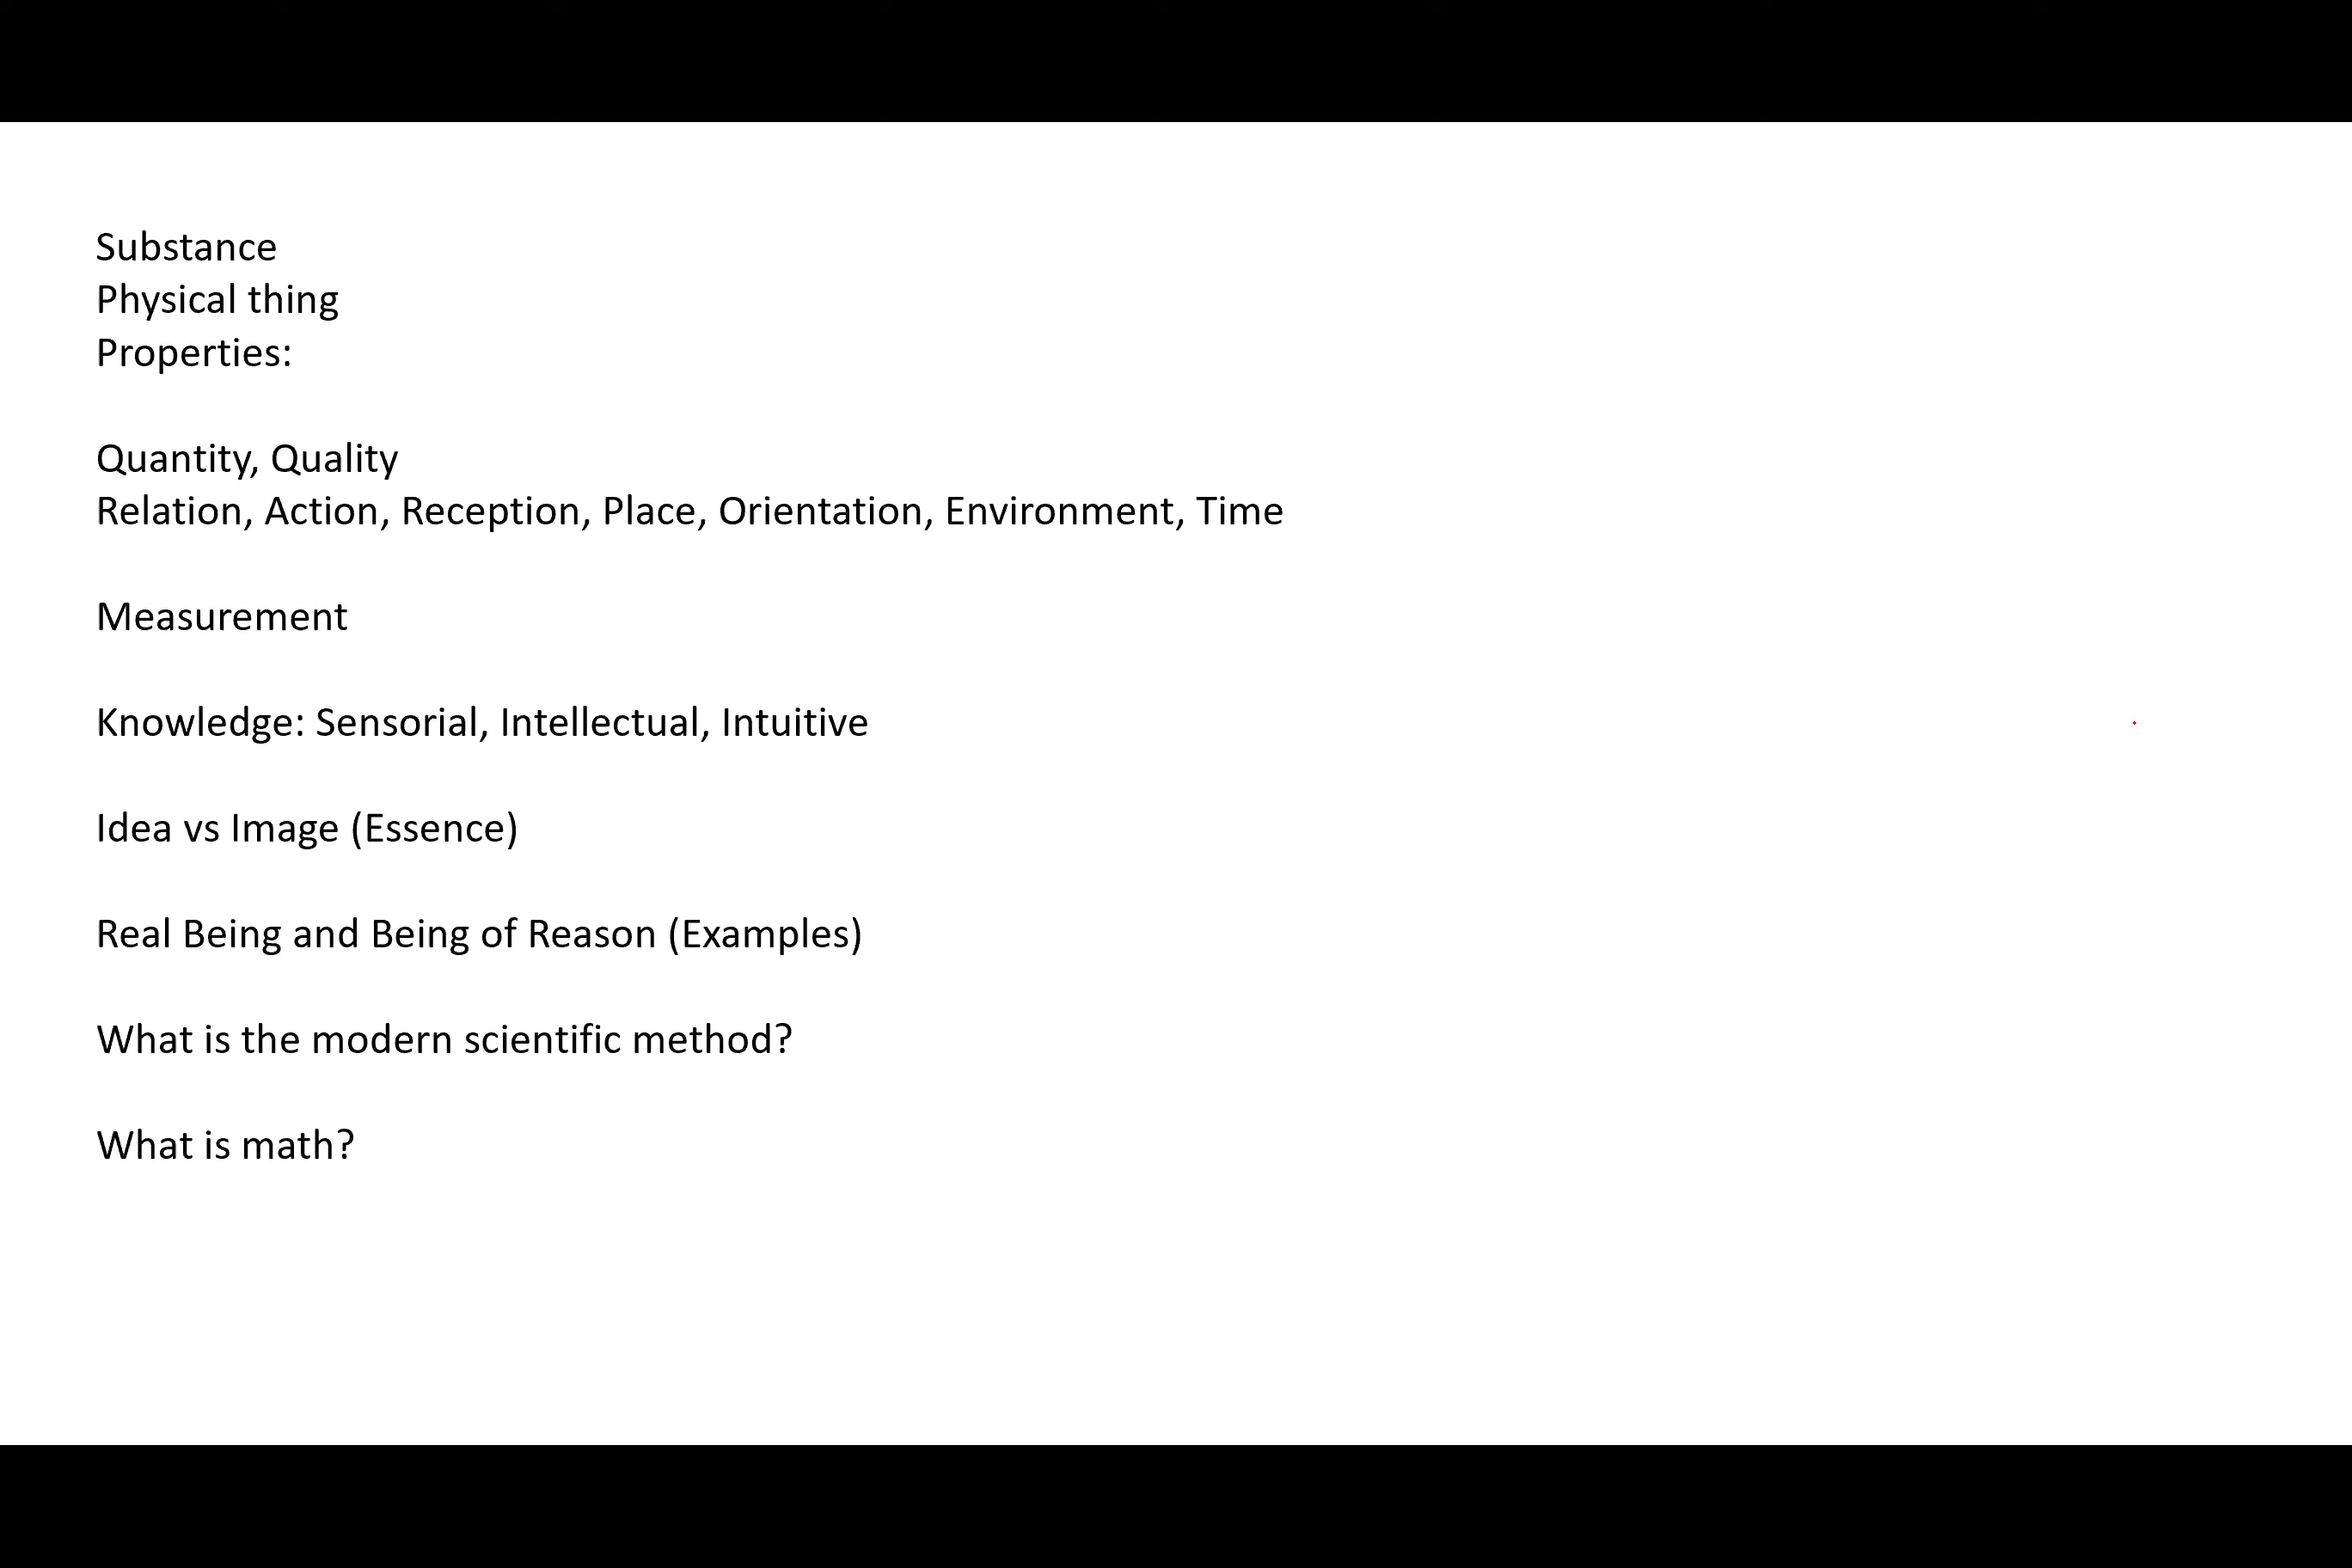 Substance
Physical thing
Properties:
Quantity, Quality
Relation, Action, Reception, Place, Orientation, Environment, Time
Measurement
Knowledge: Sensorial, Intellectual, Intuitive
Idea vs Image (Essence)
Real Being and Being of Reason (Examples)
What is the modern scientific method?
What is math?